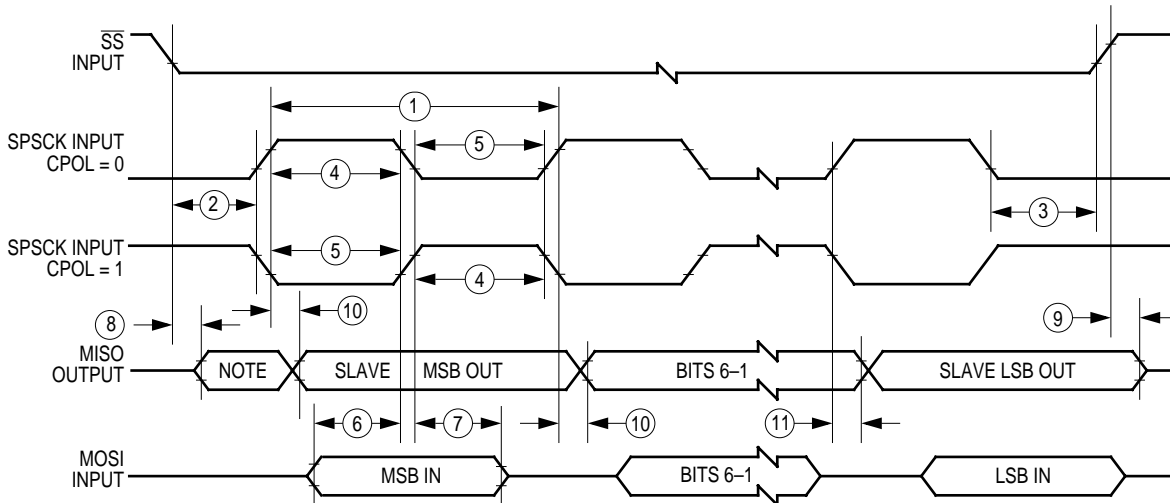 SS
INPUT
1
SPSCK INPUT
CPOL = 0
5
4
2
3
SPSCK INPUT
CPOL = 1
5
4
8
10
9
MISO
OUTPUT
NOTE
SLAVE MSB OUT
BITS 6–1
SLAVE LSB OUT
6
7
10
11
MOSI
INPUT
MSB IN
BITS 6–1
LSB IN